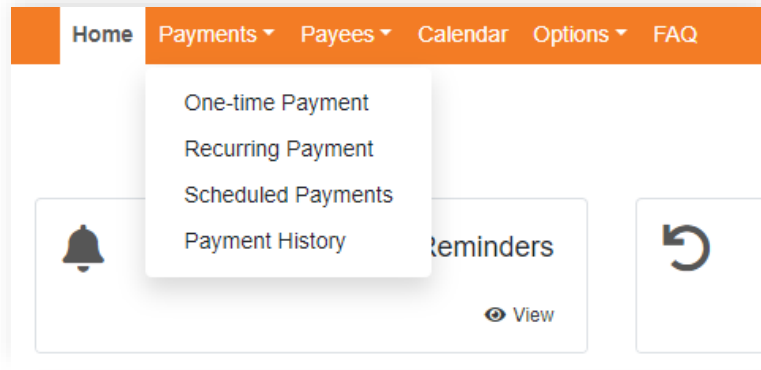 Home Payments Payees Calendar Options FAQ
One-time Payment
Recurring Payment
Scheduled Payments
Payment History
Reminders
View